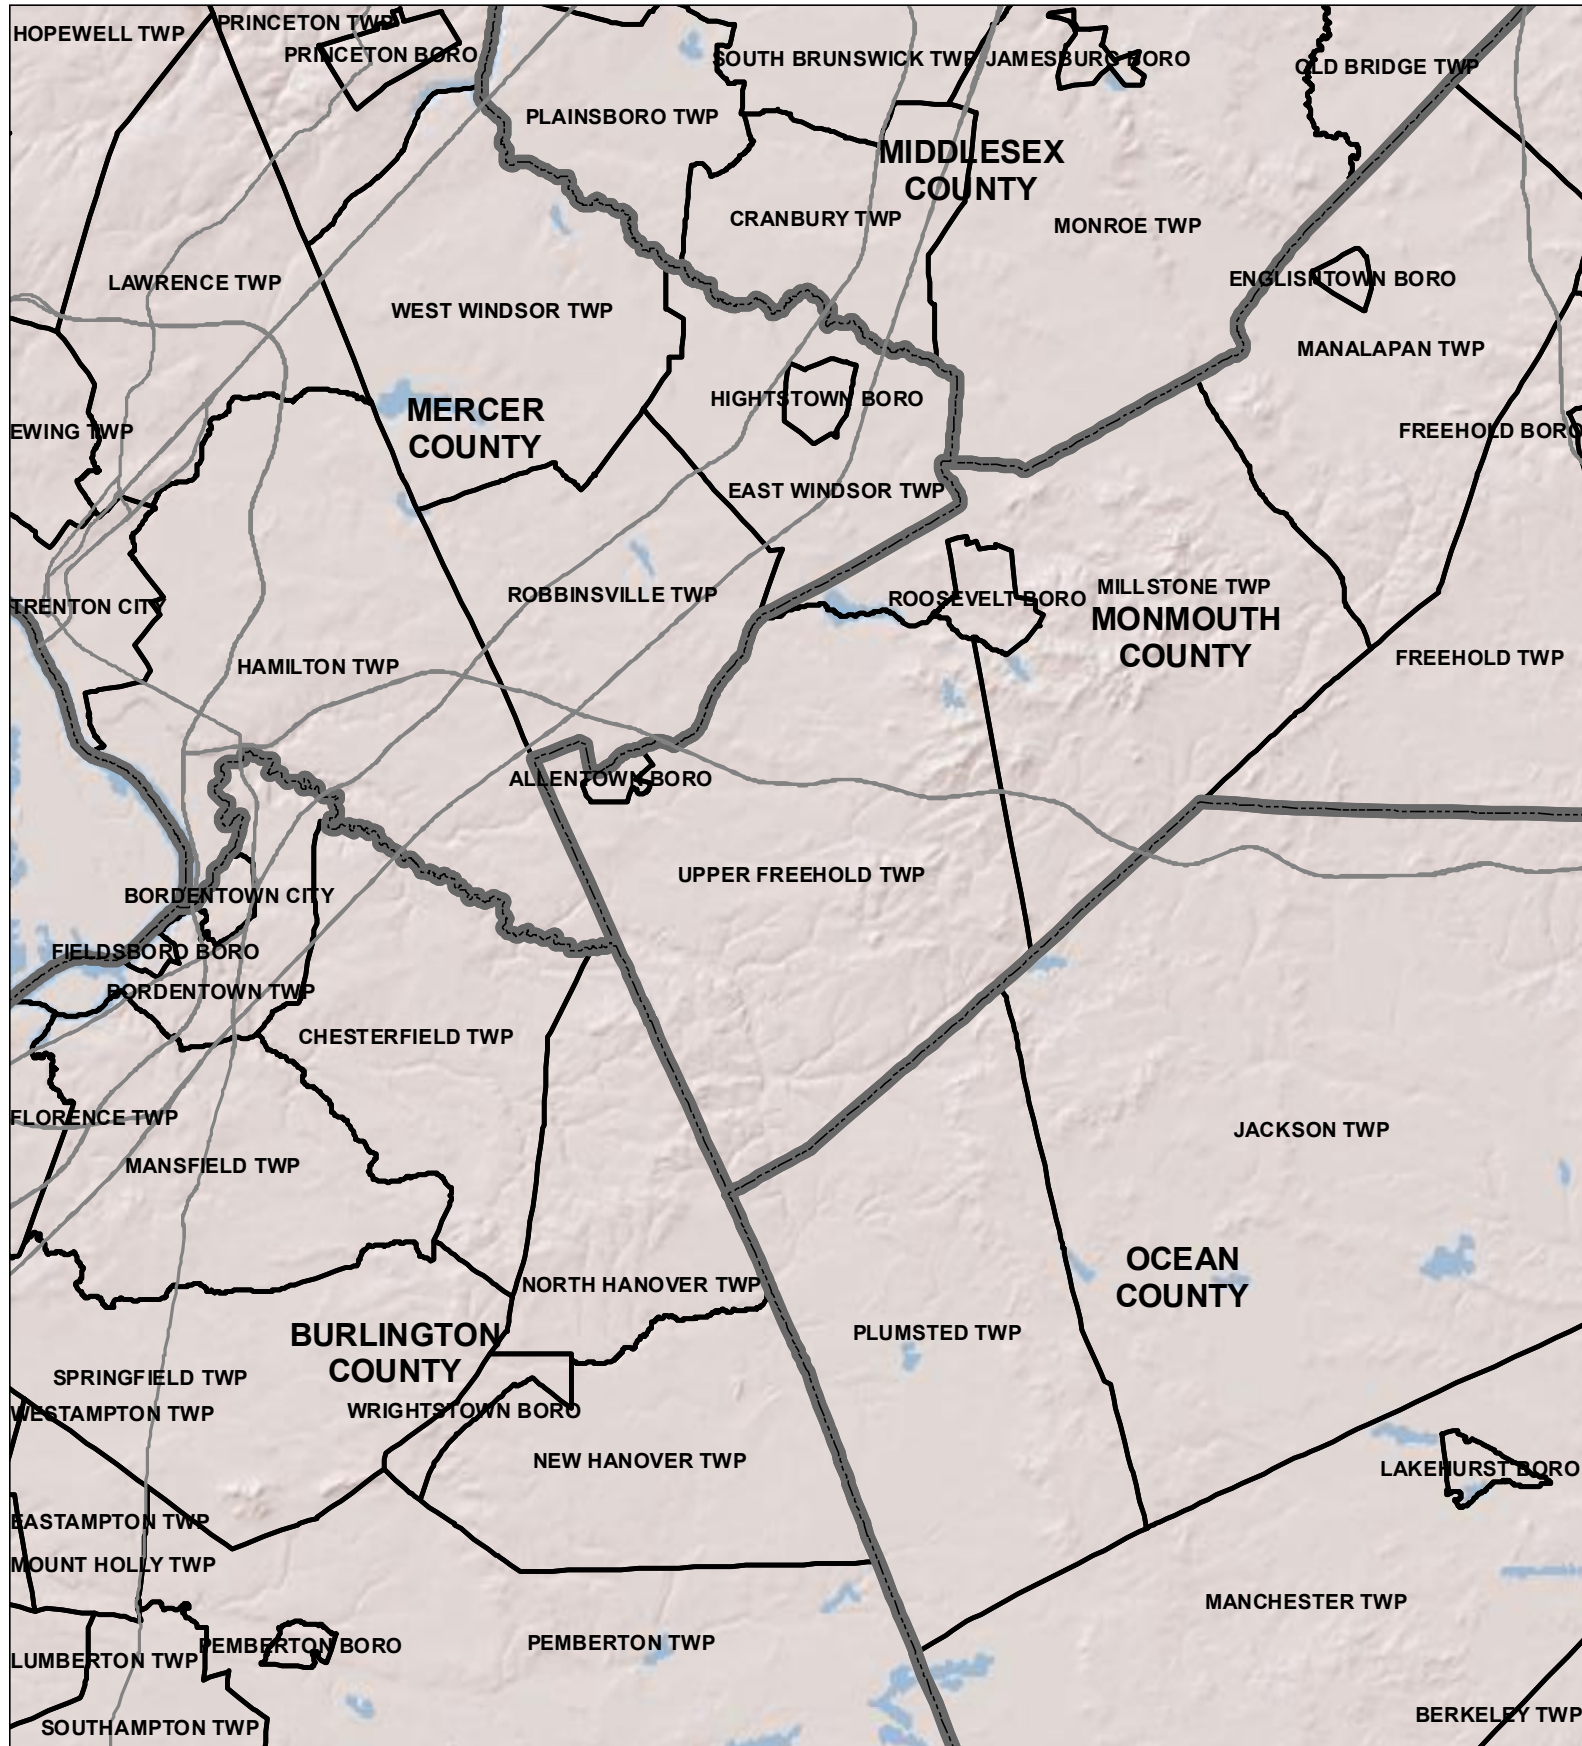 PRINCETON TWP
HOPEWELL TWP
PRINCETON BORO
SOUTH BRUNSWICK TWP
JAMESBURG BORO
OLD BRIDGE TWP
PLAINSBORO TWP
MIDDLESEX
COUNTY
CRANBURY TWP
MONROE TWP
ENGLISHTOWN BORO
LAWRENCE TWP
WEST WINDSOR TWP
MANALAPAN TWP
HIGHTSTOWN BORO
MERCER
COUNTY
EWING TWP
FREEHOLD BORO
EAST WINDSOR TWP
MILLSTONE TWP
ROBBINSVILLE TWP
ROOSEVELT BORO
TRENTON CITY
MONMOUTH
COUNTY
FREEHOLD TWP
HAMILTON TWP
ALLENTOWN BORO
UPPER FREEHOLD TWP
BORDENTOWN CITY
FIELDSBORO BORO
BORDENTOWN TWP
CHESTERFIELD TWP
FLORENCE TWP
JACKSON TWP
MANSFIELD TWP
OCEAN
COUNTY
NORTH HANOVER TWP
PLUMSTED TWP
BURLINGTON
COUNTY
SPRINGFIELD TWP
WESTAMPTON TWP
WRIGHTSTOWN BORO
NEW HANOVER TWP
LAKEHURST BORO
EASTAMPTON TWP
MOUNT HOLLY TWP
MANCHESTER TWP
PEMBERTON BORO
PEMBERTON TWP
LUMBERTON TWP
BERKELEY TWP
SOUTHAMPTON TWP